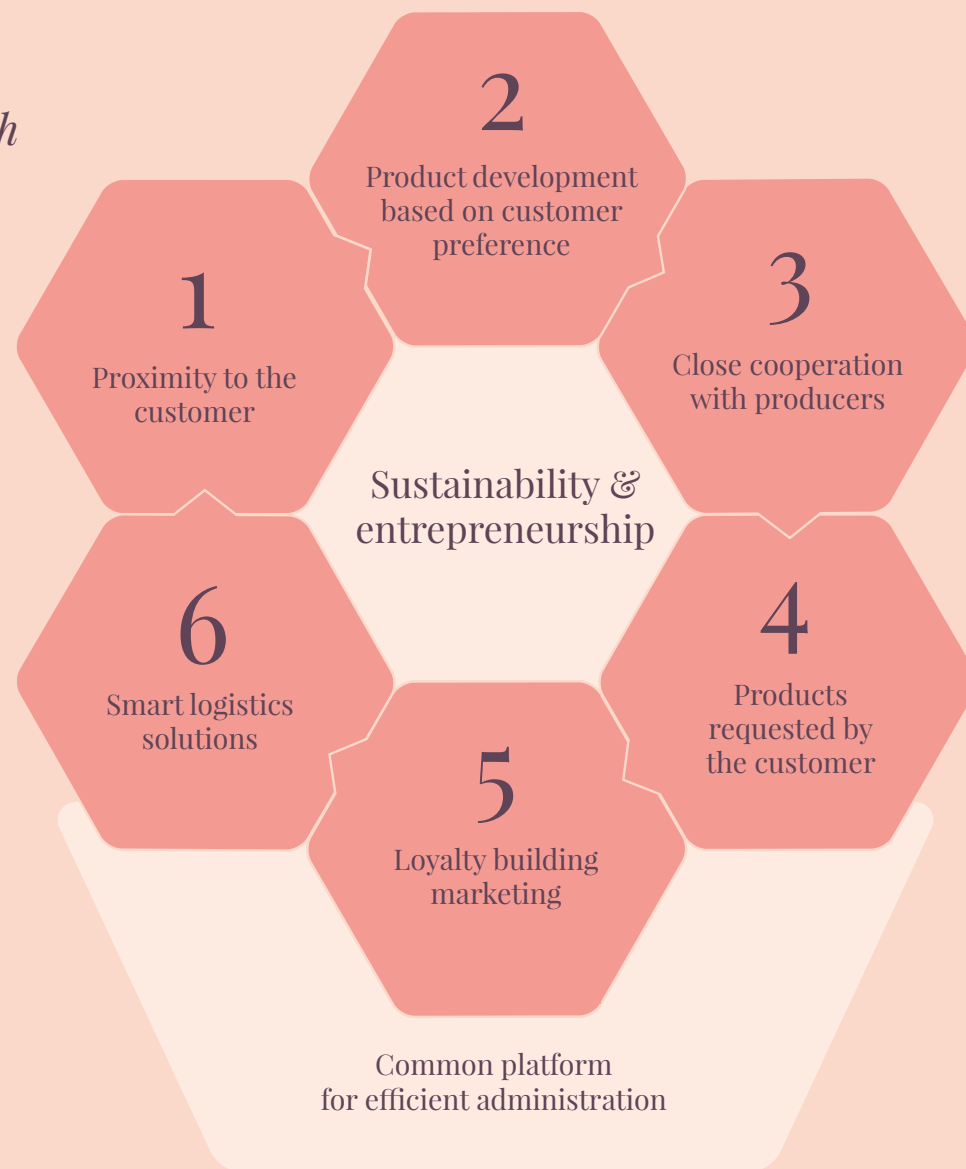 2
Product development
based on customer
preference
1
Proximity to the
customer
3
Close cooperation
with producers
Sustainability &
entrepreneurship
6
Smart logistics
solutions
4
Products
requested by
the customer
5
Loyalty building
marketing
Common platform
for efficient administration